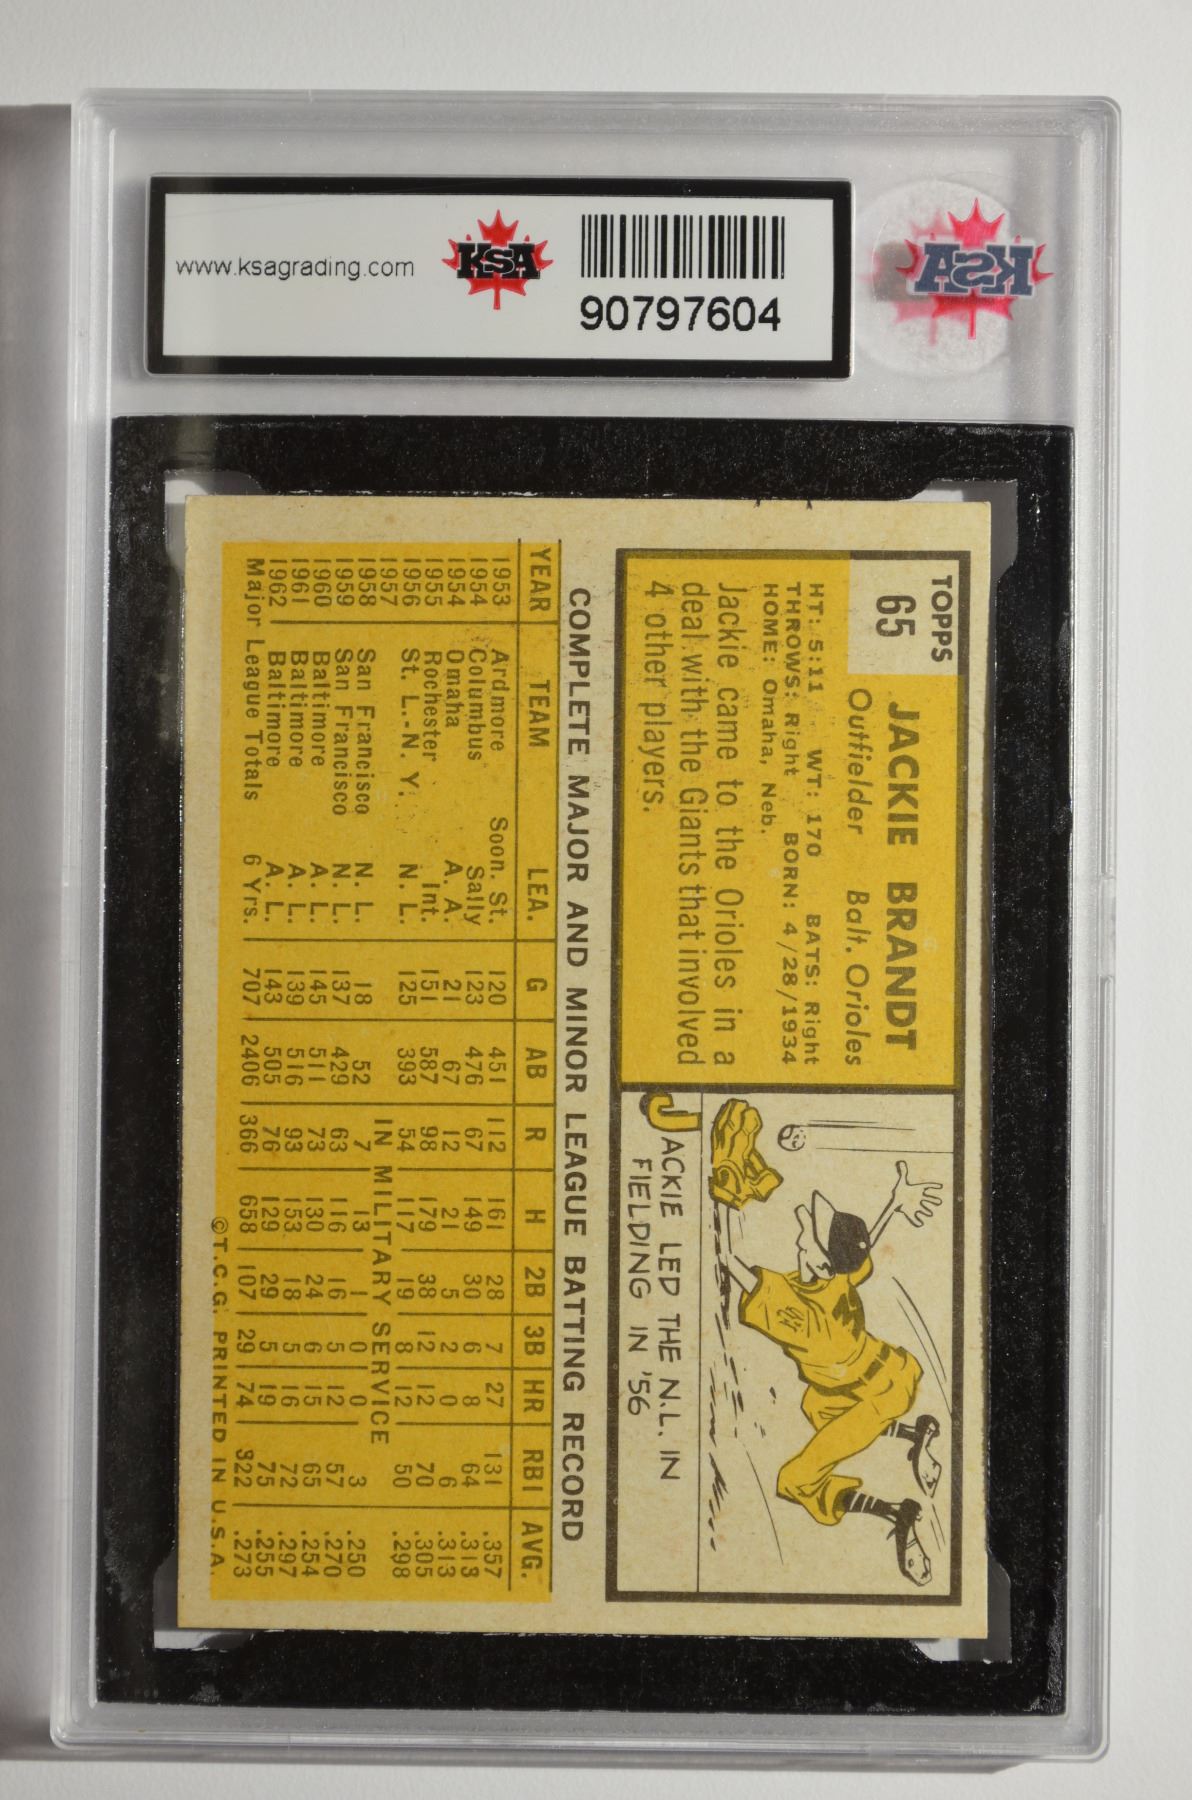 www.ksagrading.com
KSA
90797604
KSA
TOPPS
65
JACKIE BRANDT
Outfielder Balt. Orioles
HT: 5:11 WT: 170 BATS: Right
THROWS: Right BORN: 4/28/1934
HOME: Omaha, Neb.
Jackie came to the Orioles in a
deal with the Giants that involved
4 other players.
JACKIE LED THE N.L. IN
FIELDING IN '56
COMPLETE MAJOR AND MINOR LEAGUE BATTING RECORD
YEAR TEAM LEA. G AB R H 2B 3B HR RBI AVG.
1953 Ardmore Soon. St. 120 451 112 161 28 7 27 131 .357
1954 Columbus Sally 123 476 67 149 30 6 8 64 .313
1954 Omaha A. A. 21 67 12 21 5 2 0 6 .313
1955 Rochester Int. 151 587 98 179 38 12 12 70 .305
1956 St. L.-N. Y. N. L. 125 393 54 117 19 8 12 50 .298
1957 IN MILITARY SERVICE
1958 San Francisco N. L. 18 52 7 13 1 0 0 3 .250
1959 San Francisco N. L. 137 429 63 116 16 5 12 57 .270
1960 Baltimore A. L. 145 511 73 130 24 6 15 65 .254
1961 Baltimore A. L. 139 516 93 153 18 5 16 72 .297
1962 Baltimore A. L. 143 505 76 129 29 5 19 75 .255
Major League Totals 6 Yrs. 707 2406 366 658 107 29 74 322 .273
©T.C.G. PRINTED IN U.S.A.